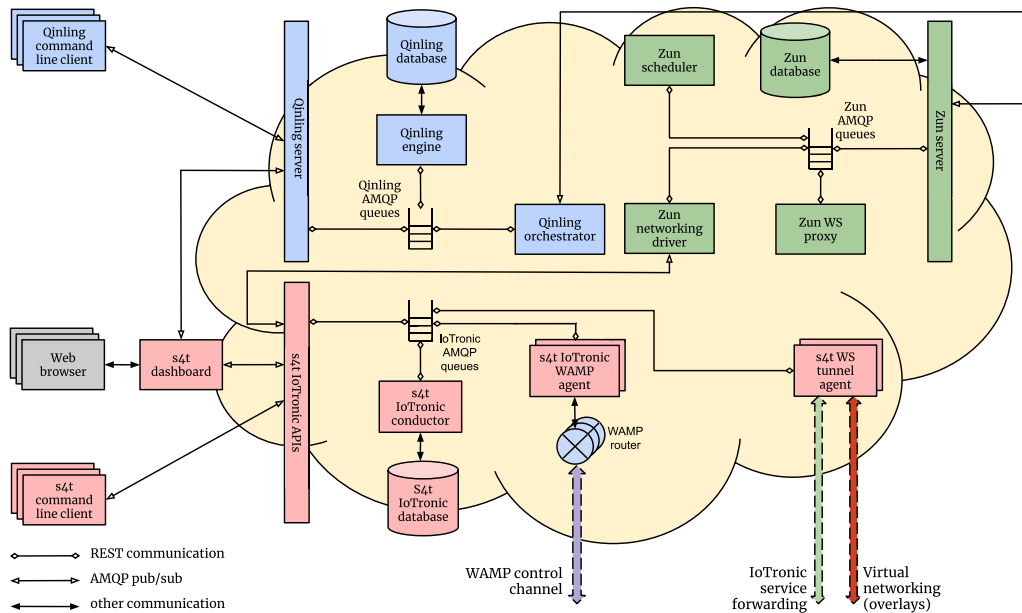 Qinling
command
line client
Qinling server
Qinling
database
Qinling
engine
Qinling
AMQP
queues
Qinling
orchestrator
Zun
scheduler
Zun
database
Zun
AMQP
queues
Zun server
Zun
networking
driver
Zun WS
proxy
Web
browser
s4t
dashboard
s4t IoTronic APIs
IoTronic
AMQP
queues
s4t
IoTronic
conductor
s4t IoTronic
WAMP
agent
s4t WS
tunnel
agent
WAMP
router
S4t
IoTronic
database
s4t
command
line client
REST communication
AMQP pub/sub
other communication
WAMP control
channel
IoTronic
service
forwarding
Virtual
networking
(overlays)